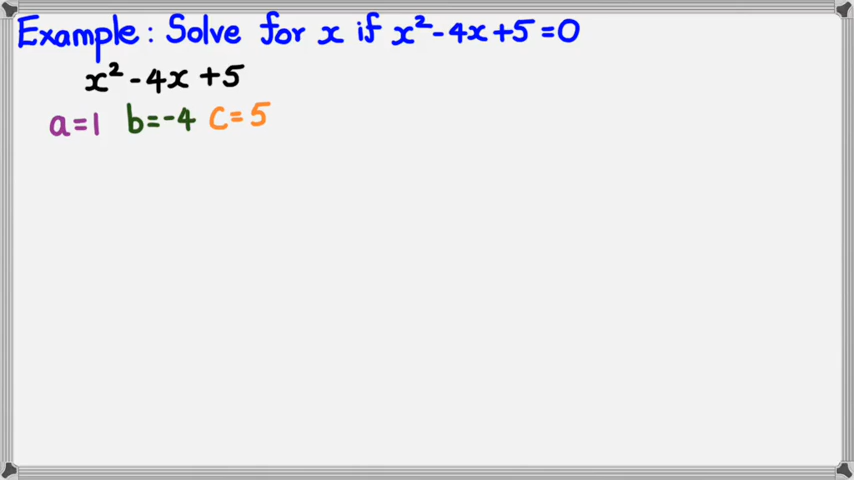 Example: Solve for x if x² - 4x + 5 = 0
x² - 4x + 5
a = 1 b = -4 c = 5